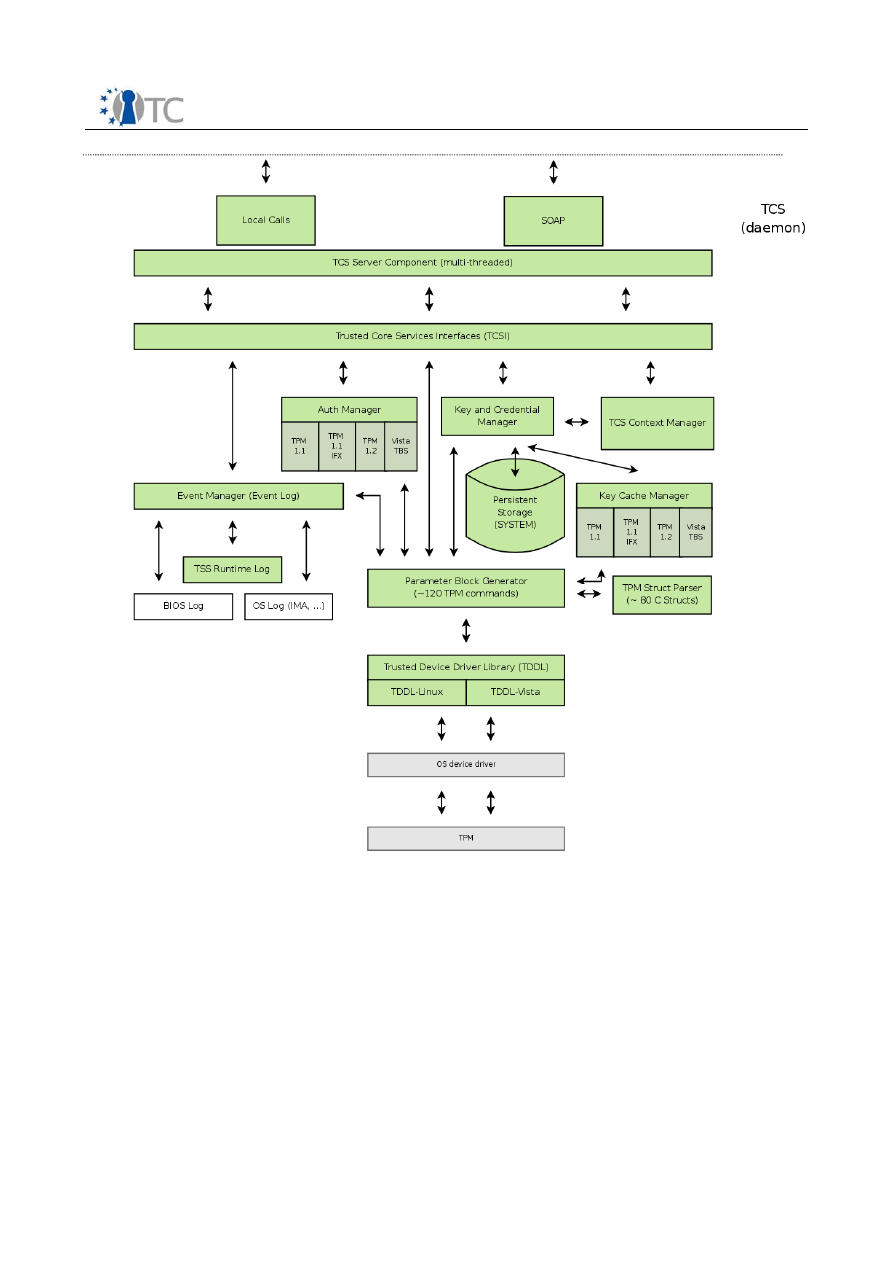 TC
Local Calls
SOAP
TCS
(daemon)
TCS Server Component (multi-threaded)
Trusted Core Services Interfaces (TCSI)
Auth Manager
TPM
1.1
TPM
1.1
IFX
TPM
1.2
Vista
TBS
Key and Credential
Manager
TCS Context Manager
Event Manager (Event Log)
Persistent
Storage
(SYSTEM)
Key Cache Manager
TPM
1.1
TPM
1.1
IFX
TPM
1.2
Vista
TBS
TSS Runtime Log
BIOS Log
OS Log (IMA, ...)
Parameter Block Generator
(~120 TPM commands)
TPM Struct Parser
(~ 80 C Structs)
Trusted Device Driver Library (TDDL)
TDDL-Linux
TDDL-Vista
OS device driver
TPM